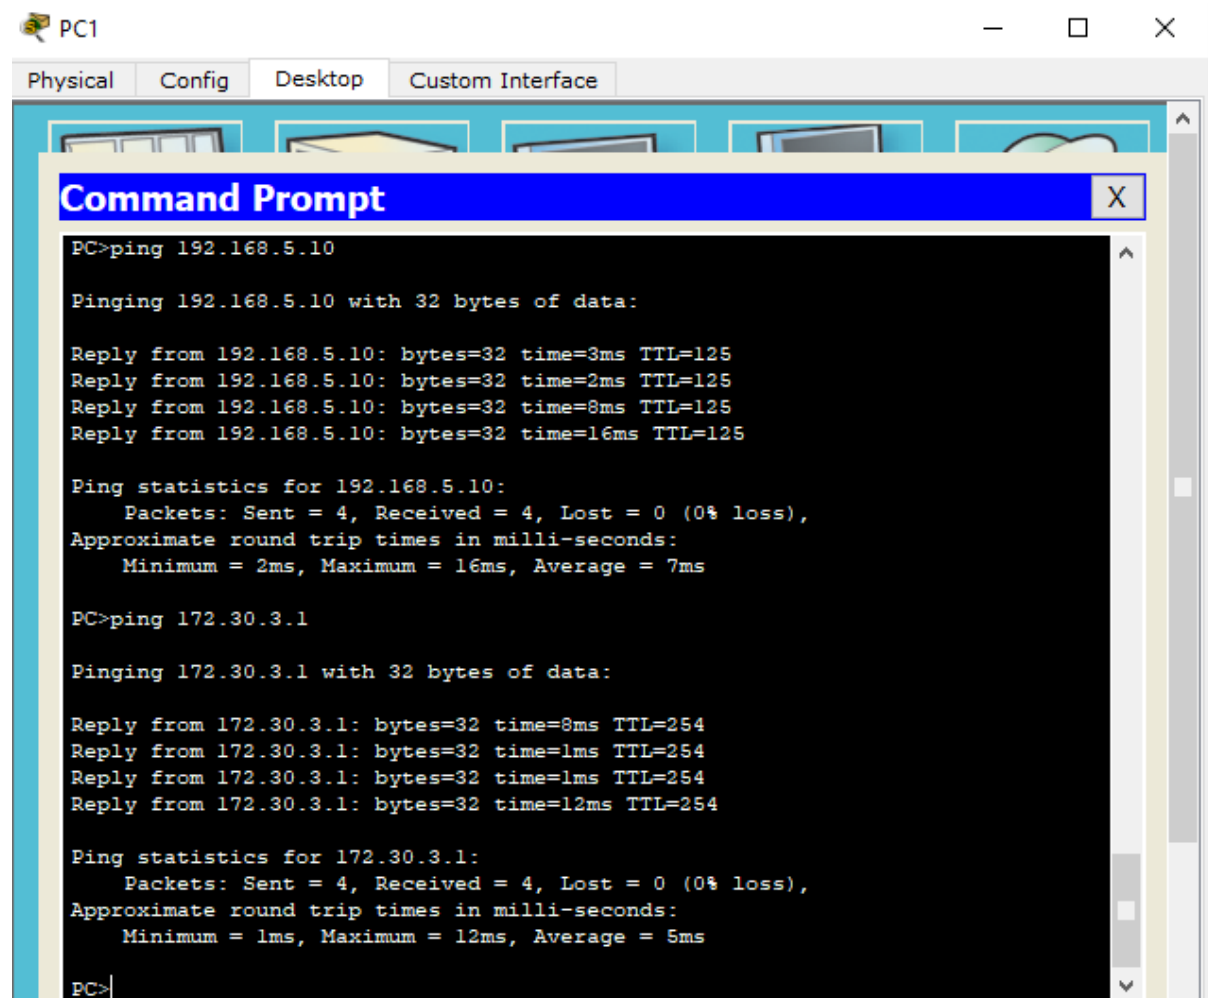 PC1
Physical Config Desktop Custom Interface
Command Prompt
X
PC>ping 192.168.5.10
Pinging 192.168.5.10 with 32 bytes of data:
Reply from 192.168.5.10: bytes=32 time=3ms TTL=125
Reply from 192.168.5.10: bytes=32 time=2ms TTL=125
Reply from 192.168.5.10: bytes=32 time=8ms TTL=125
Reply from 192.168.5.10: bytes=32 time=16ms TTL=125
Ping statistics for 192.168.5.10:
Packets: Sent = 4, Received = 4, Lost = 0 (0% loss),
Approximate round trip times in milli-seconds:
Minimum = 2ms, Maximum = 16ms, Average = 7ms
PC>ping 172.30.3.1
Pinging 172.30.3.1 with 32 bytes of data:
Reply from 172.30.3.1: bytes=32 time=8ms TTL=254
Reply from 172.30.3.1: bytes=32 time=1ms TTL=254
Reply from 172.30.3.1: bytes=32 time=1ms TTL=254
Reply from 172.30.3.1: bytes=32 time=12ms TTL=254
Ping statistics for 172.30.3.1:
Packets: Sent = 4, Received = 4, Lost = 0 (0% loss),
Approximate round trip times in milli-seconds:
Minimum = 1ms, Maximum = 12ms, Average = 5ms
PC>